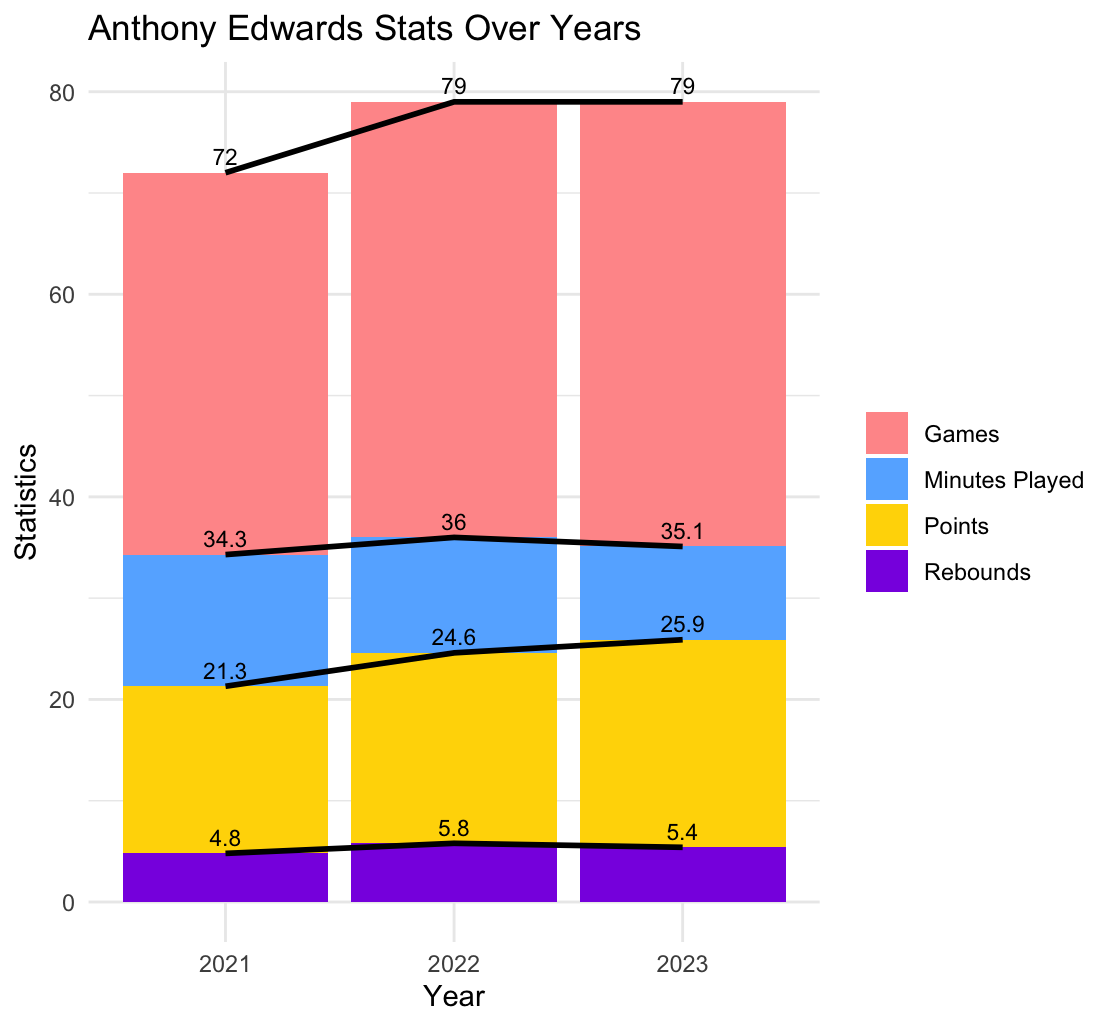 Anthony Edwards Stats Over Years
Statistics
80
60
40
20
0
72
79
79
34.3
36
35.1
21.3
24.6
25.9
4.8
5.8
5.4
2021
2022
2023
Year
Games
Minutes Played
Points
Rebounds